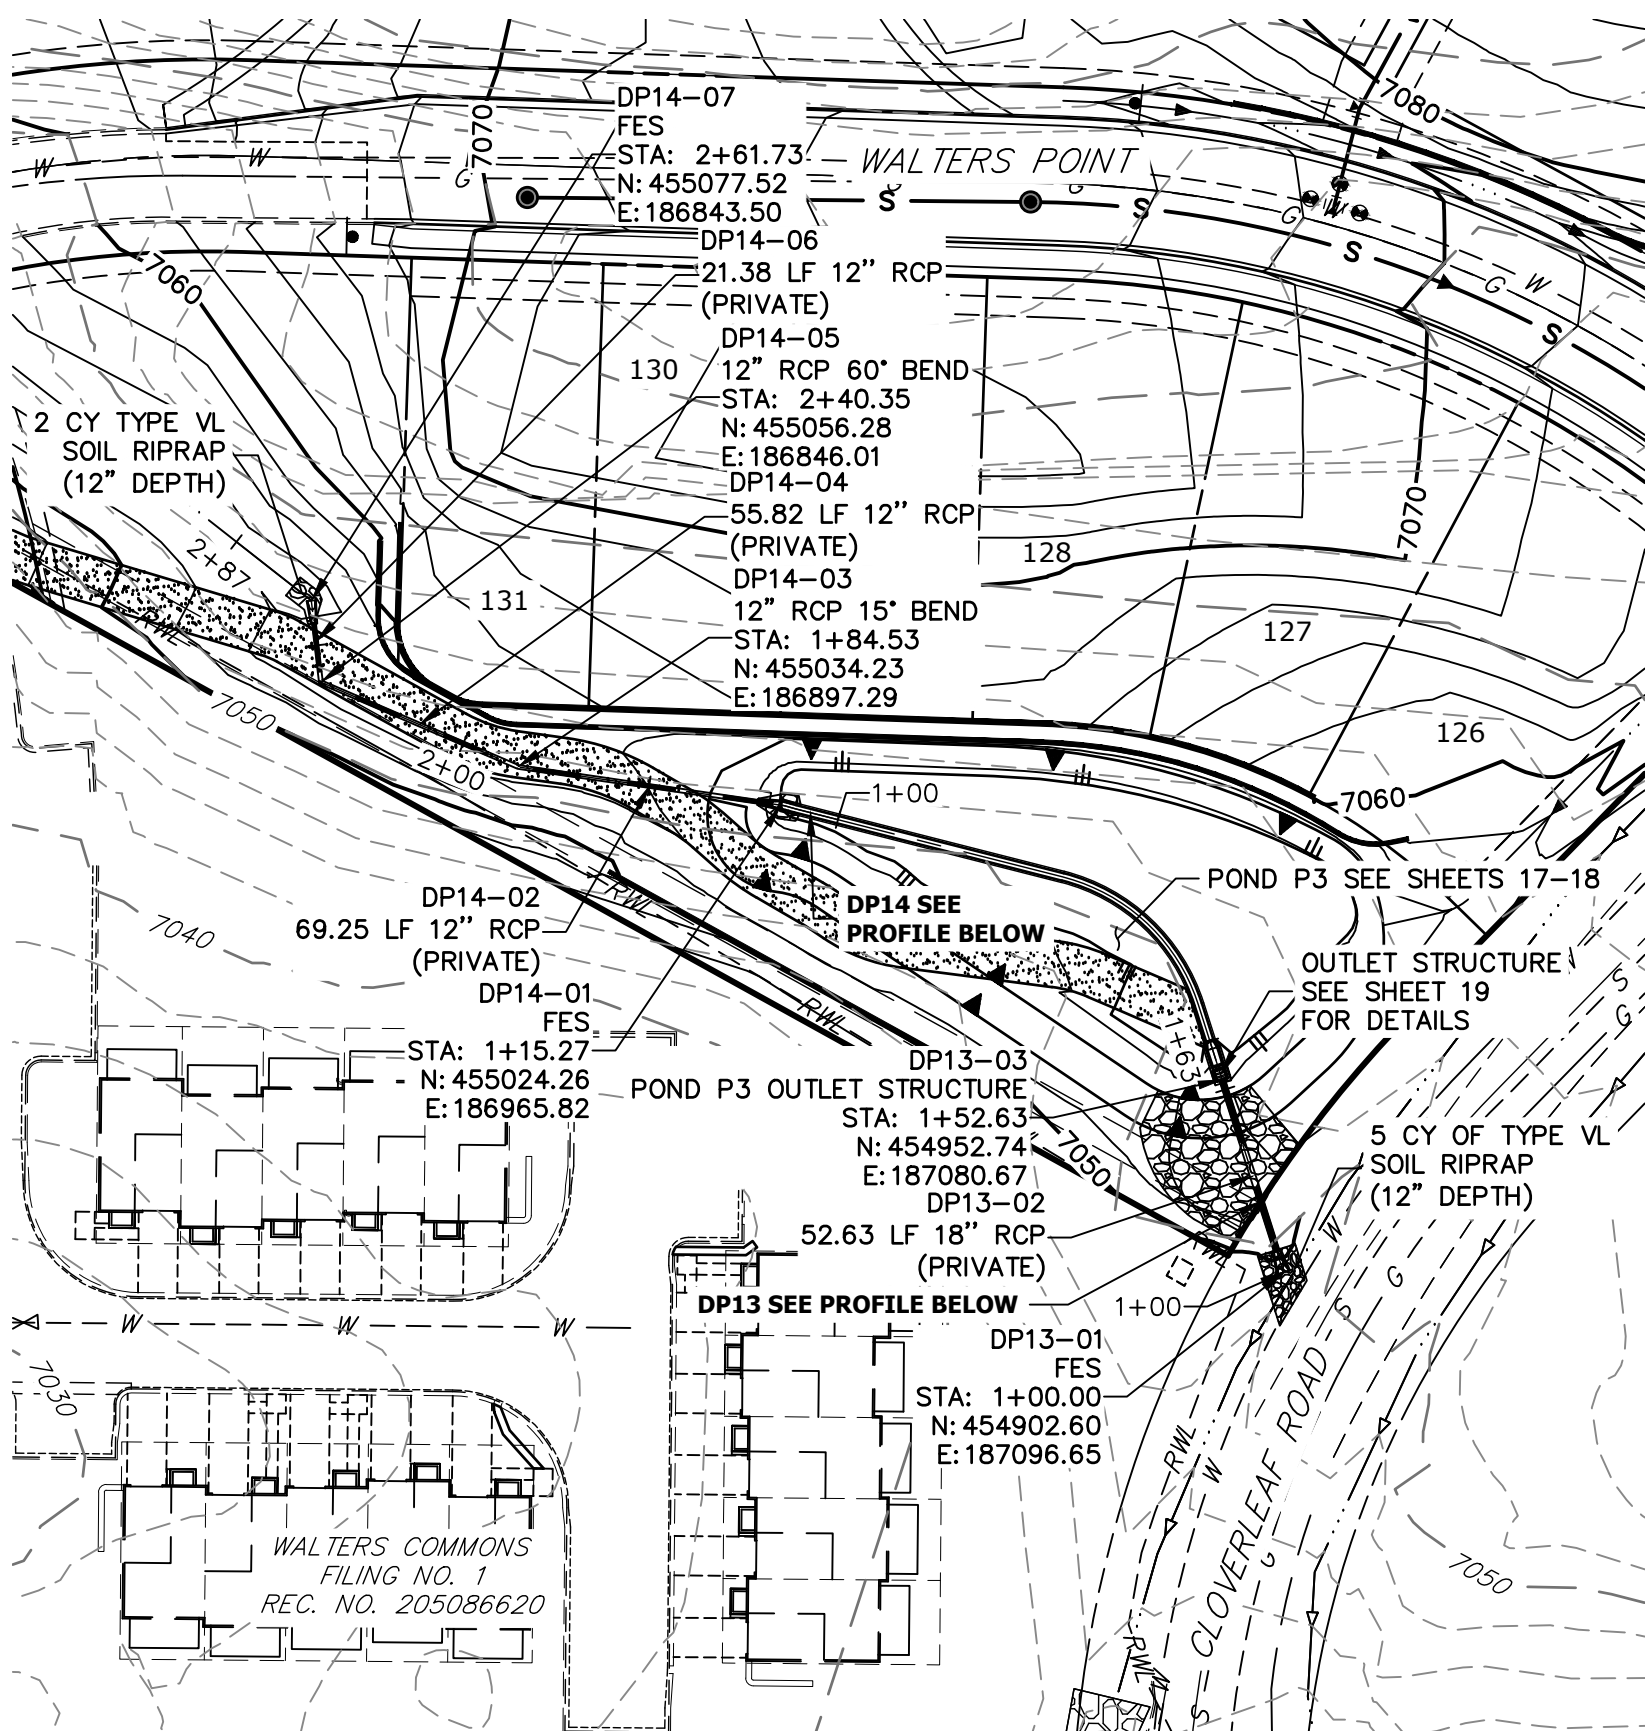 DP14-07
FES
STA: 2+61.73
N: 455077.52
E: 186843.50
DP14-06
21.38 LF 12'' RCP
(PRIVATE)
DP14-05
12" RCP 60° BEND
STA: 2+40.35
N: 455056.28
E: 186846.01
DP14-04
55.82 LF 12'' RCP
(PRIVATE)
DP14-03
12" RCP 15° BEND
STA: 1+84.53
N: 455034.23
E: 186897.29
WALTERS POINT
7080
7070
7060
W
W
G
G
G
S
S
S
S
G
G
W
130
131
128
127
126
7070
7060
2 CY TYPE VL
SOIL RIPRAP
(12" DEPTH)
2+87
RWL
7050
2+00
1+00
RWL
RWL
7040
DP14-02
69.25 LF 12'' RCP
(PRIVATE)
DP14-01
FES
STA: 1+15.27
N: 455024.26
E: 186965.82
DP14 SEE
PROFILE BELOW
POND P3 SEE SHEETS 17-18
OUTLET STRUCTURE
SEE SHEET 19
FOR DETAILS
S
G
1+63
DP13-03
POND P3 OUTLET STRUCTURE
STA: 1+52.63
N: 454952.74
E: 187080.67
DP13-02
52.63 LF 18'' RCP
(PRIVATE)
DP13 SEE PROFILE BELOW
7050
5 CY OF TYPE VL
SOIL RIPRAP
(12" DEPTH)
RWL
W
G
S
1+00
DP13-01
FES
STA: 1+00.00
N: 454902.60
E: 187096.65
W
W
W
7030
RWL
W
CLOVERLEAF ROAD
G
S
RWL
W
7050
WALTERS COMMONS
FILING NO. 1
REC. NO. 205086620